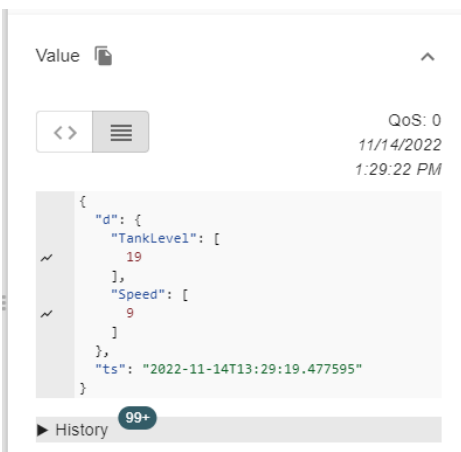 Value
QoS: 0
11/14/2022
1:29:22 PM
{
"d": {
"TankLevel": [
19
],
"Speed": [
9
]
},
"ts": "2022-11-14T13:29:19.477595"
}
History 99+